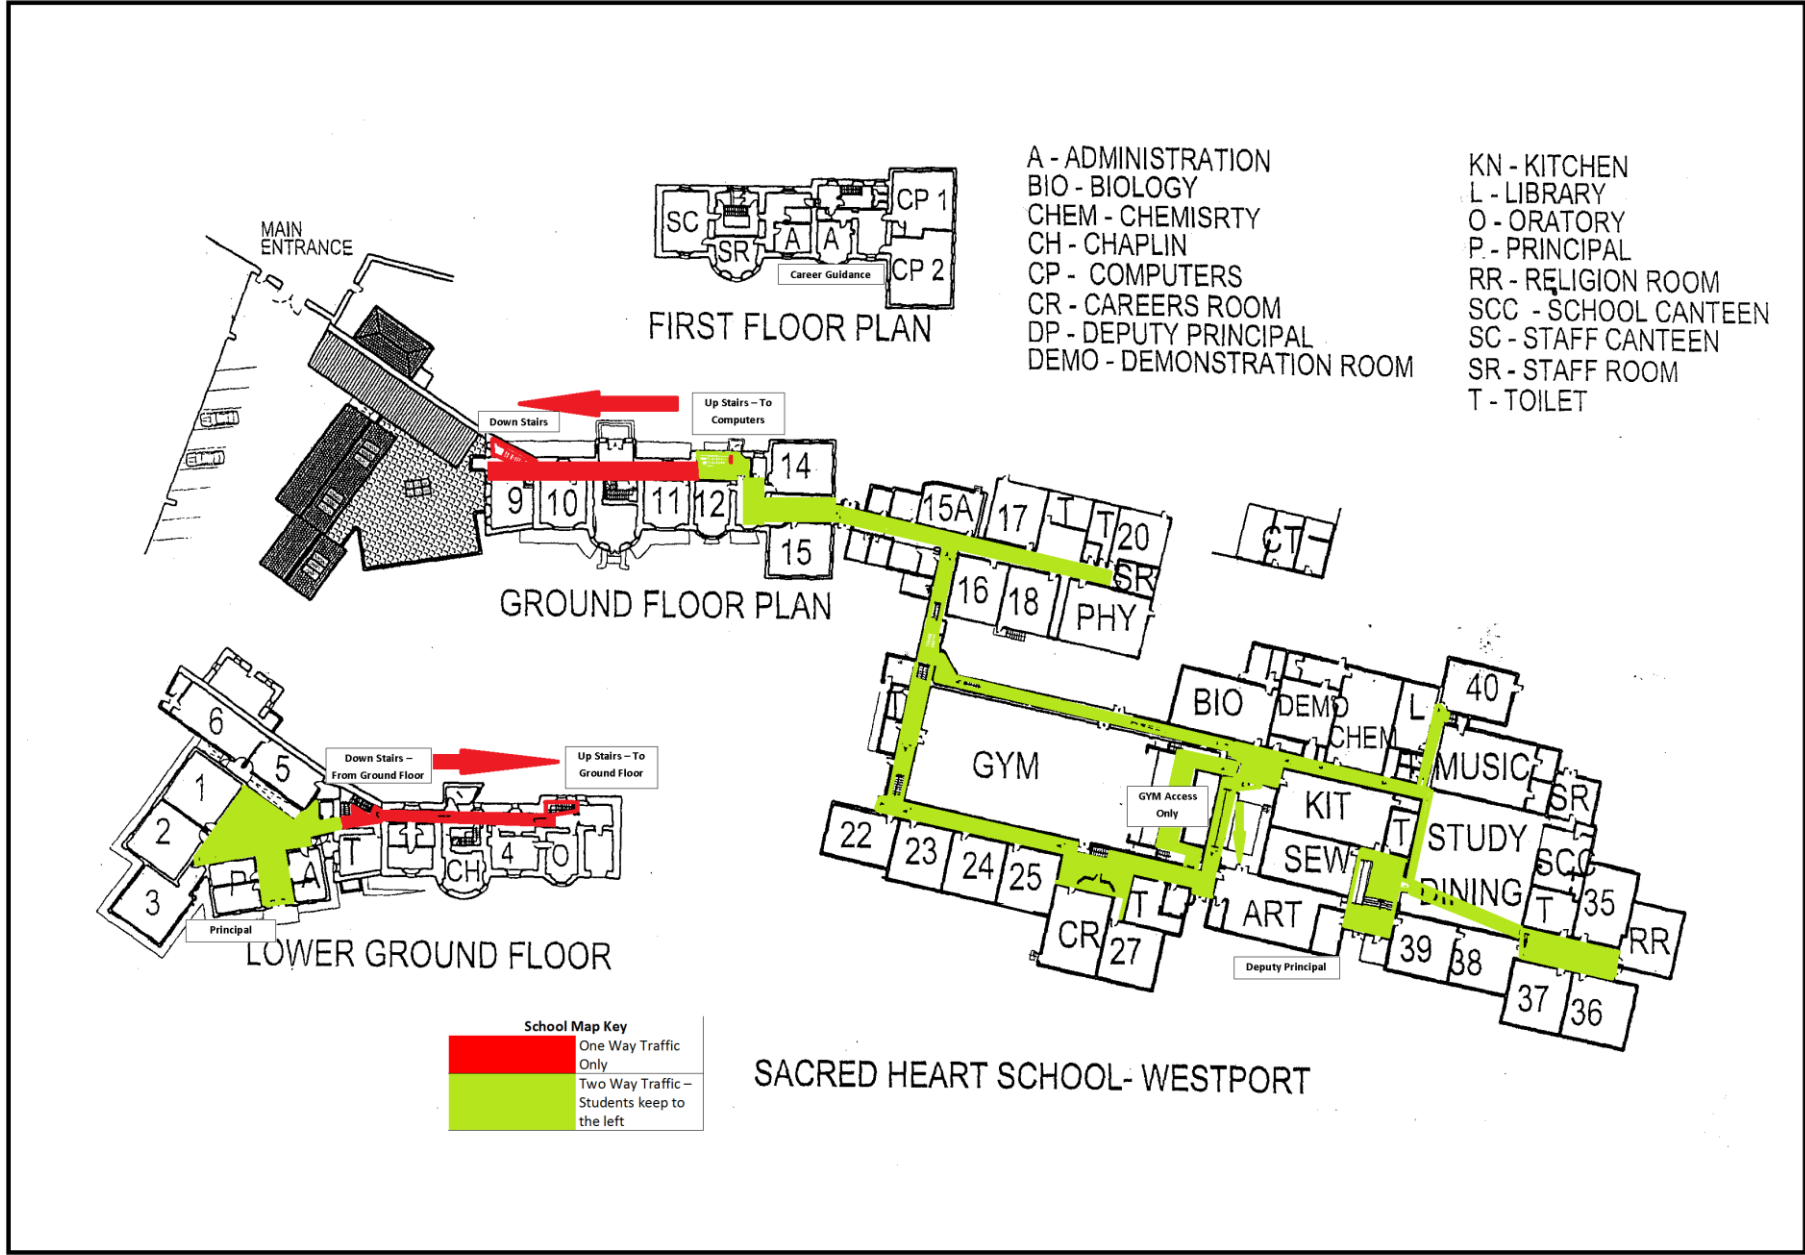 MAIN
ENTRANCE
SC
SR
A
A
CP 1
CP 2
Career Guidance
FIRST FLOOR PLAN
A - ADMINISTRATION
BIO - BIOLOGY
CHEM - CHEMISRTY
CH - CHAPLIN
CP - COMPUTERS
CR - CAREERS ROOM
DP - DEPUTY PRINCIPAL
DEMO - DEMONSTRATION ROOM
KN - KITCHEN
L - LIBRARY
O - ORATORY
P - PRINCIPAL
RR - RELIGION ROOM
SCC - SCHOOL CANTEEN
SC - STAFF CANTEEN
SR - STAFF ROOM
T - TOILET
Down Stairs
Up Stairs – To
Computers
9
10
11
12
14
15
GROUND FLOOR PLAN
15A
17
T
T
20
SR
16
18
PHY
CT
BIO
DEMO
CHEM
L
40
GYM
MUSIC
SR
GYM Access
Only
KIT
T
STUDY
SCC
SEW
DINING
T
35
RR
22
23
24
25
CR
T
27
ART
39
38
37
36
Deputy Principal
6
5
1
2
3
P
A
T
CH
4
O
Down Stairs –
From Ground Floor
Up Stairs – To
Ground Floor
Principal
LOWER GROUND FLOOR
School Map Key
One Way Traffic
Only
Two Way Traffic –
Students keep to
the left
SACRED HEART SCHOOL- WESTPORT